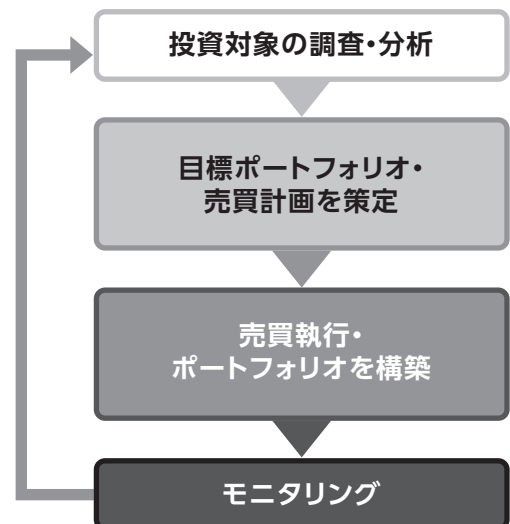 投資対象の調査・分析
目標ポートフォリオ・
売買計画を策定
売買執行・
ポートフォリオを構築
モニタリング